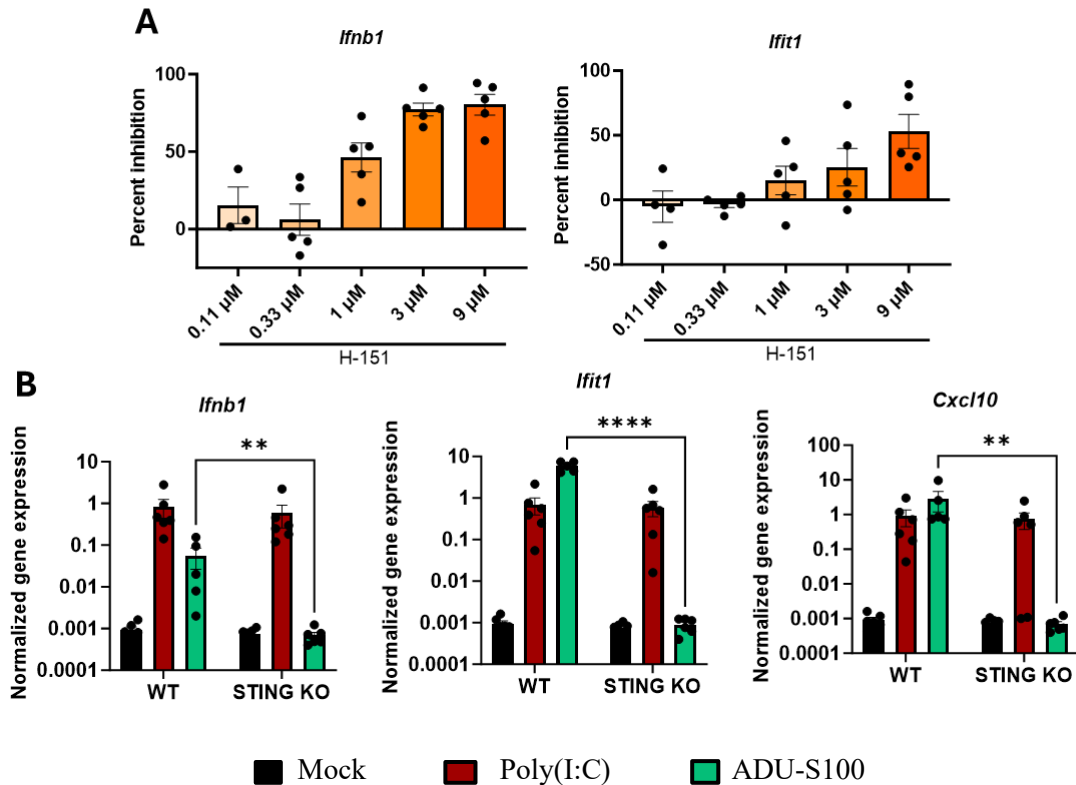 A
Ifnb1
Percent inhibition
100
50
0
0.11 µM
0.33 µM
1 µM
3 µM
9 µM
H-151
Ifit1
Percent inhibition
100
50
0
-50
0.11 µM
0.33 µM
1 µM
3 µM
9 µM
H-151
B
Ifnb1
Normalized gene expression
10
1
0.1
0.01
0.001
0.0001
**
WT
STING KO
Ifit1
Normalized gene expression
100
10
1
0.1
0.01
0.001
0.0001
****
WT
STING KO
Cxcl10
Normalized gene expression
100
10
1
0.1
0.01
0.001
0.0001
**
WT
STING KO
Mock
Poly(I:C)
ADU-S100